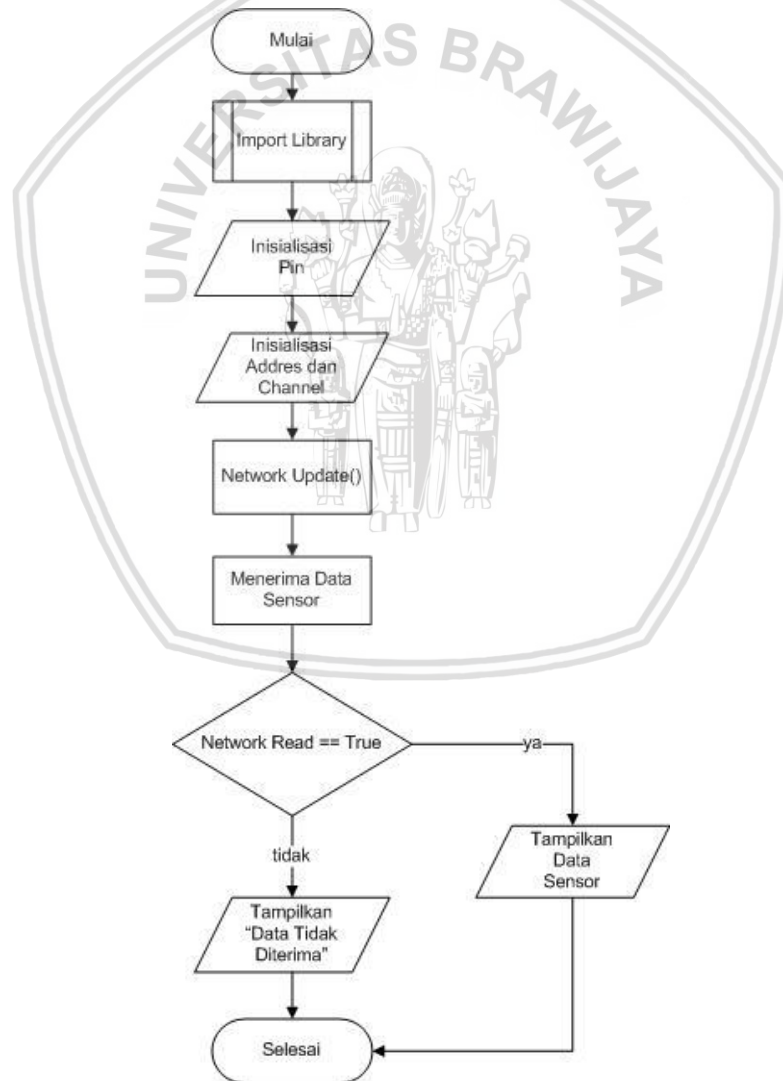 UNIVERSITAS BRAWIJAYA
Mulai
Import Library
Inisialisasi
Pin
Inisialisasi
Addres dan
Channel
Network Update()
Menerima Data
Sensor
Network Read == True
ya
tidak
Tampilkan
Data
Sensor
Tampilkan
“Data Tidak
Diterima”
Selesai